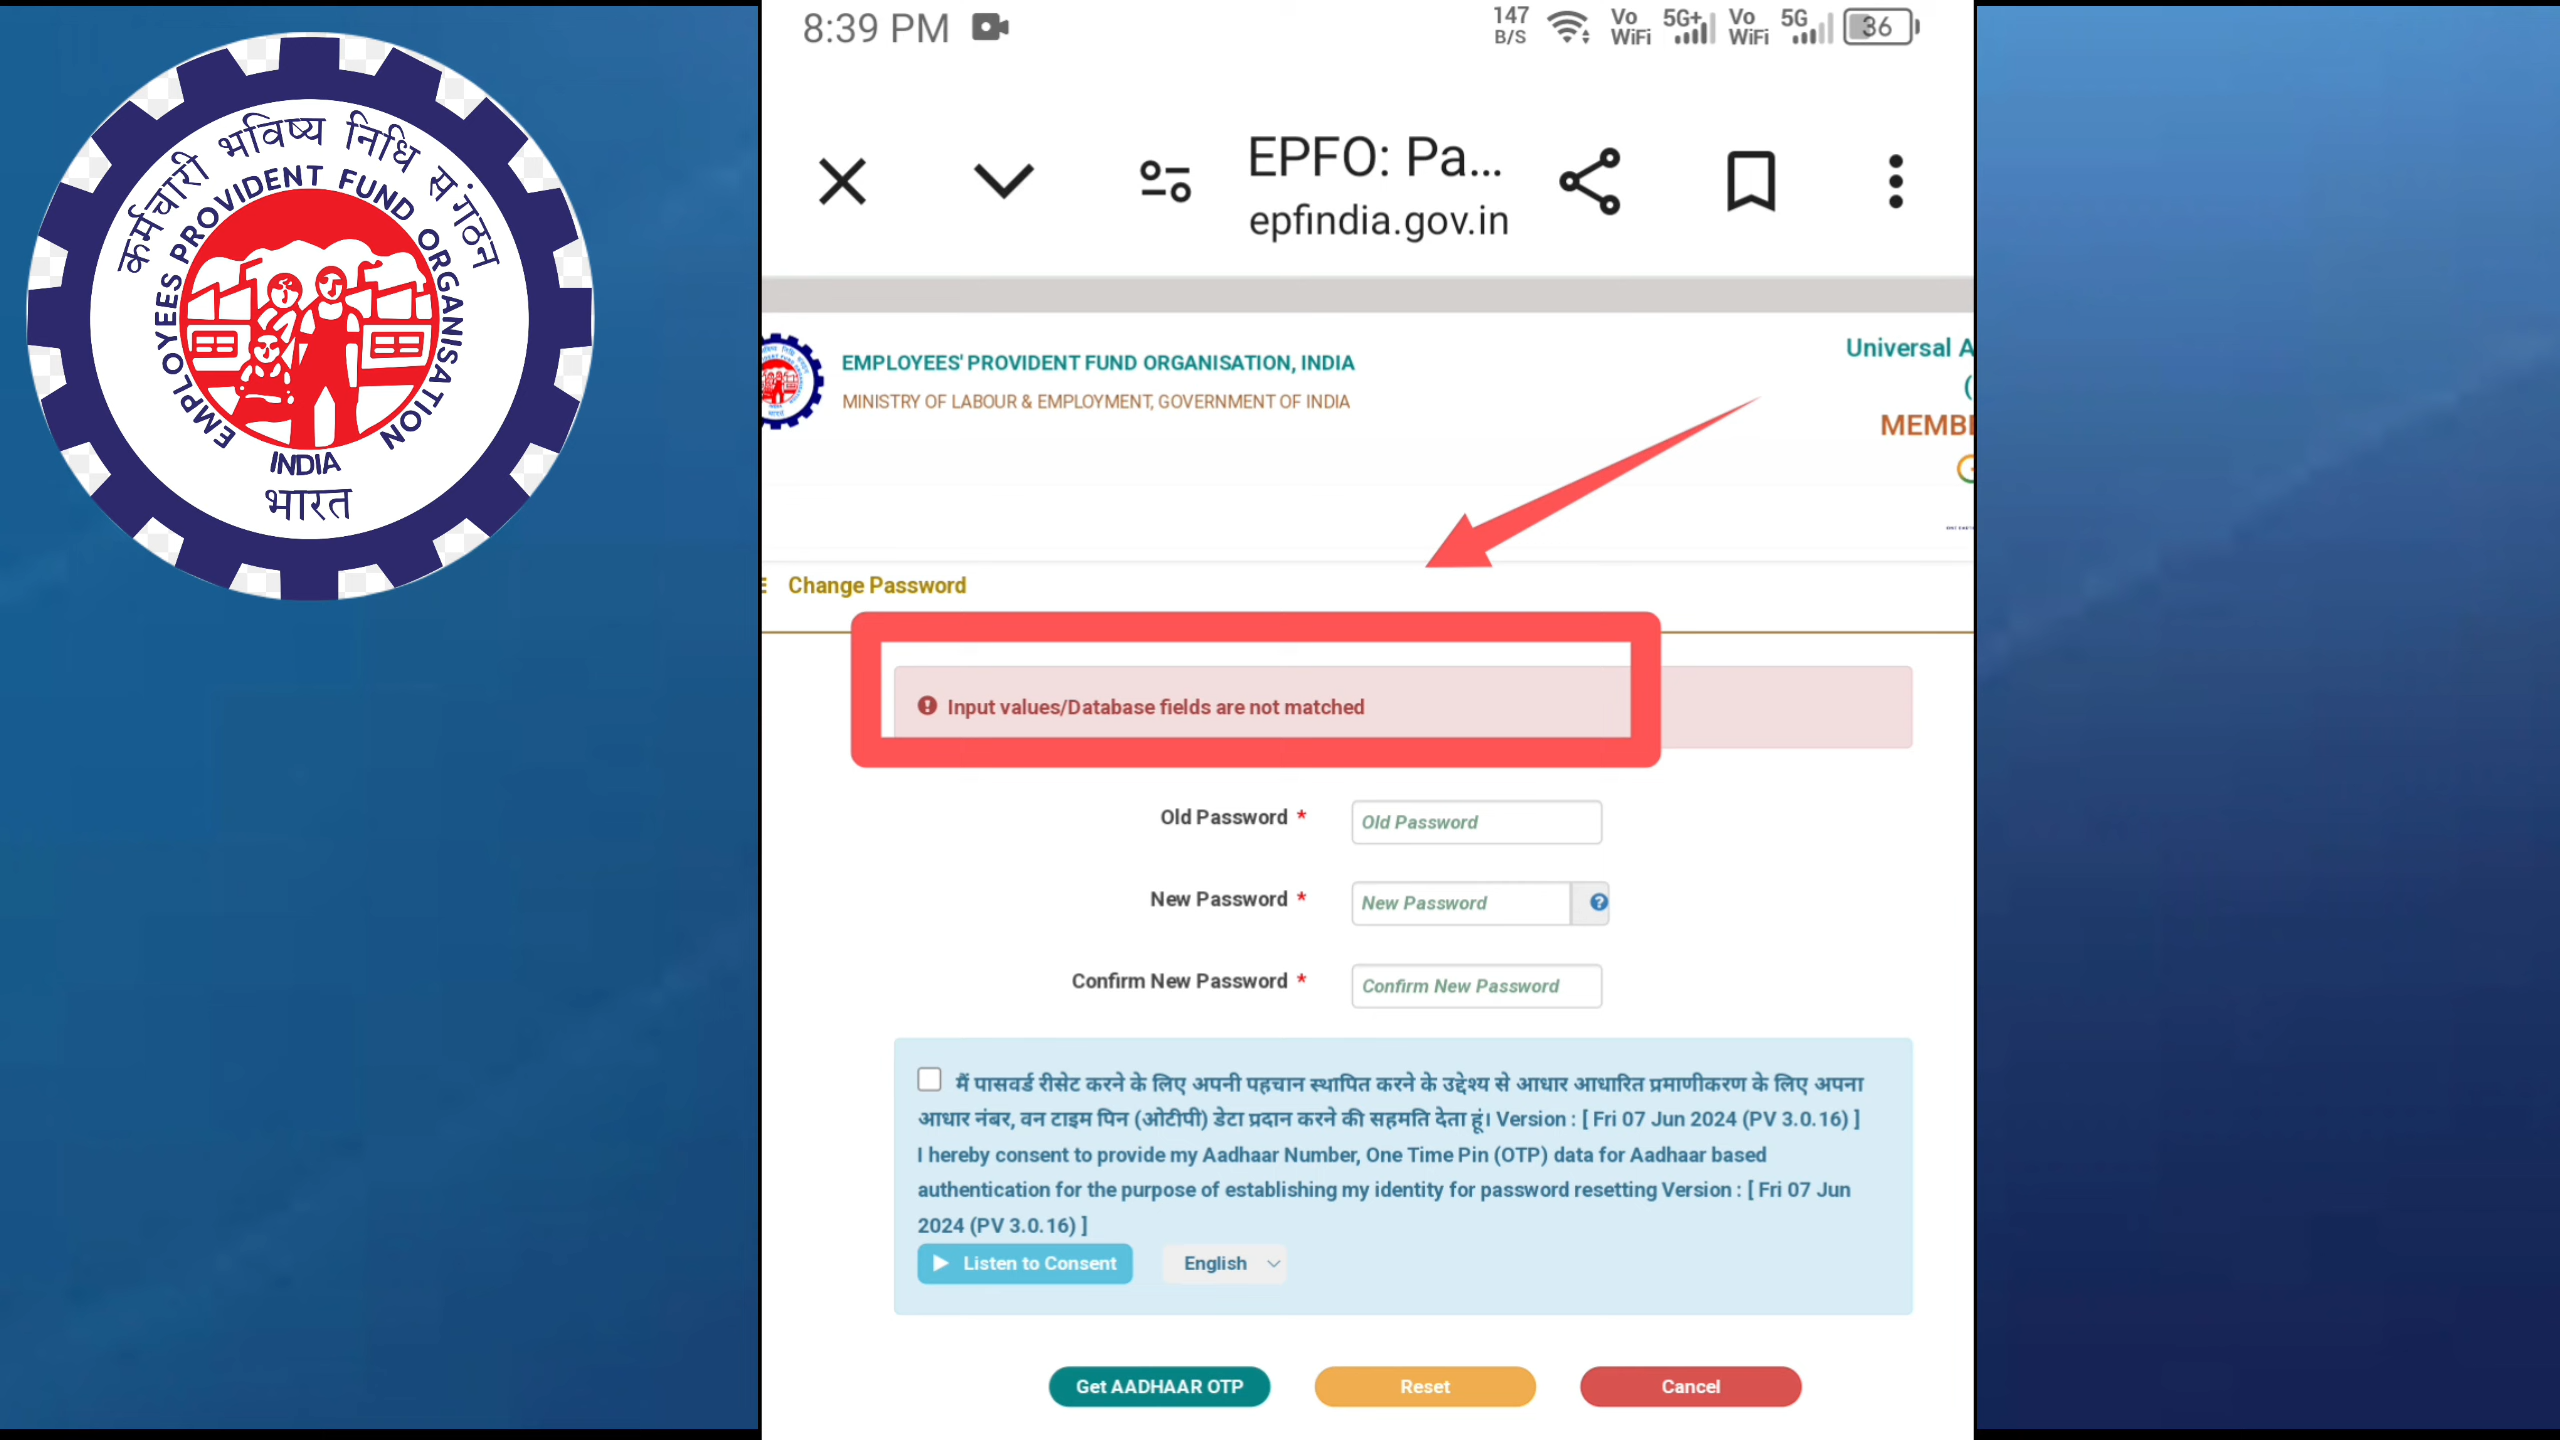 कर्मचारी भविष्य निधि संगठन
EMPLOYEES PROVIDENT FUND ORGANISATION
INDIA
भारत
8:39 PM
147 B/S
Vo WiFi
5G+
Vo WiFi
5G
36
EPFO: Pa...
epfindia.gov.in
EMPLOYEES' PROVIDENT FUND ORGANISATION, INDIA
MINISTRY OF LABOUR & EMPLOYMENT, GOVERNMENT OF INDIA
Universal A
(
MEMB
Change Password
Input values/Database fields are not matched
Old Password *
Old Password
New Password *
New Password
Confirm New Password *
Confirm New Password
मैं पासवर्ड रीसेट करने के लिए अपनी पहचान स्थापित करने के उद्देश्य से आधार आधारित प्रमाणीकरण के लिए अपना
आधार नंबर, वन टाइम पिन (ओटीपी) डेटा प्रदान करने की सहमति देता हूं। Version : [ Fri 07 Jun 2024 (PV 3.0.16) ]
I hereby consent to provide my Aadhaar Number, One Time Pin (OTP) data for Aadhaar based
authentication for the purpose of establishing my identity for password resetting Version : [ Fri 07 Jun
2024 (PV 3.0.16) ]
Listen to Consent
English
Get AADHAAR OTP
Reset
Cancel